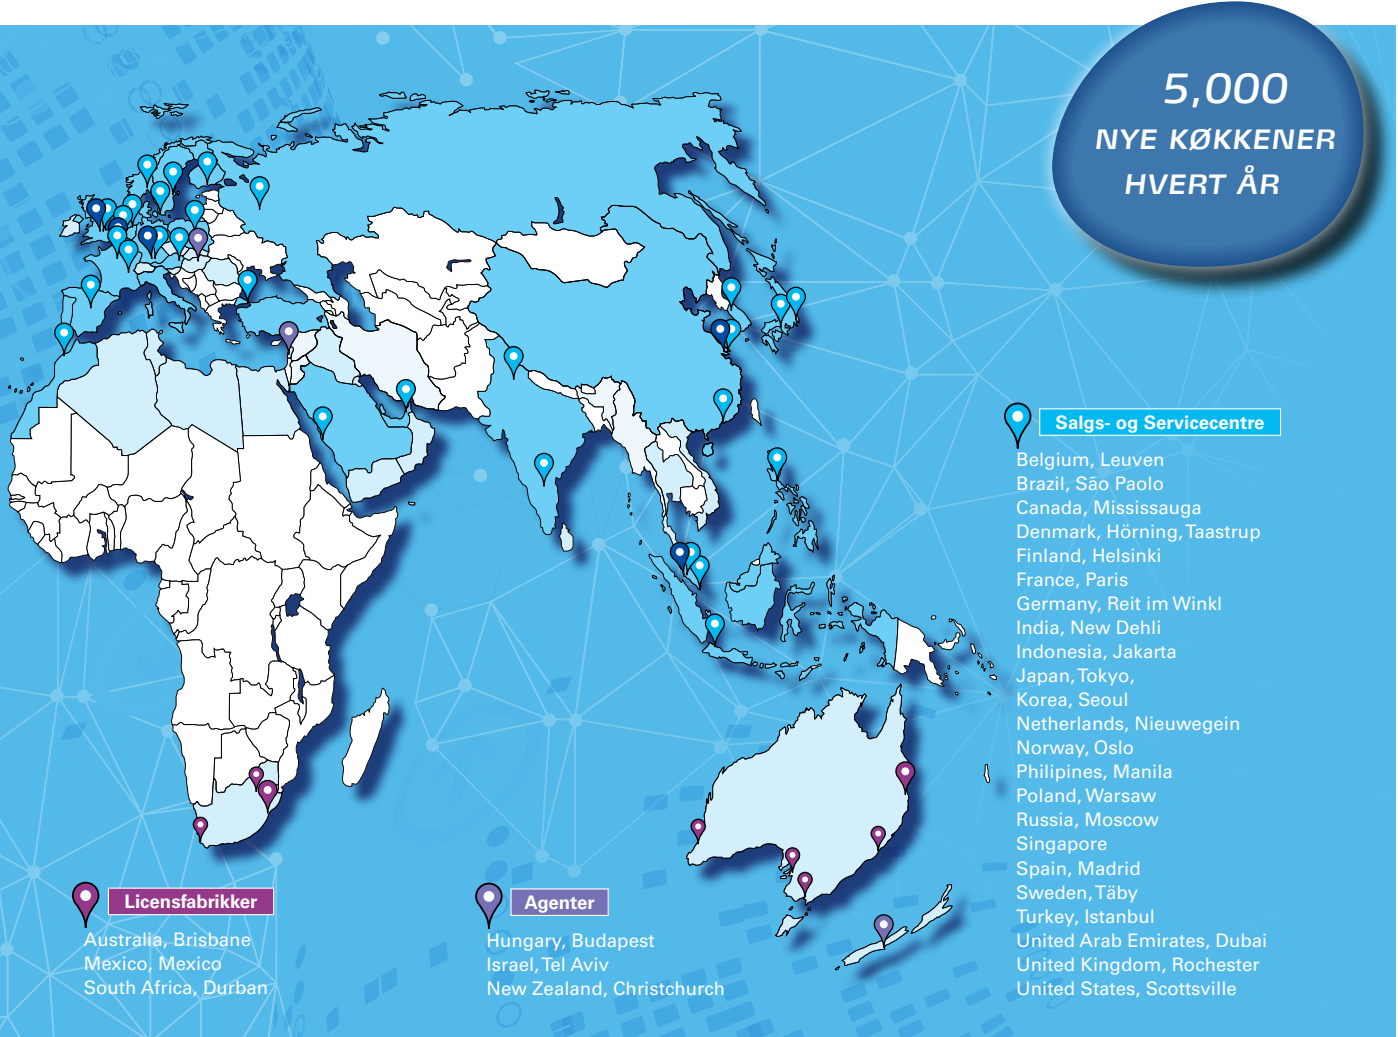 5,000
NYE KØKKENER
HVERT ÅR
Salgs- og Servicecentre
Belgium, Leuven
Brazil, São Paolo
Canada, Mississauga
Denmark, Hörning, Taastrup
Finland, Helsinki
France, Paris
Germany, Reit im Winkl
India, New Dehli
Indonesia, Jakarta
Japan, Tokyo,
Korea, Seoul
Netherlands, Nieuwegein
Norway, Oslo
Philipines, Manila
Poland, Warsaw
Russia, Moscow
Singapore
Spain, Madrid
Sweden, Täby
Turkey, Istanbul
United Arab Emirates, Dubai
United Kingdom, Rochester
United States, Scottsville
Licensfabrikker
Australia, Brisbane
Mexico, Mexico
South Africa, Durban
Agenter
Hungary, Budapest
Israel, Tel Aviv
New Zealand, Christchurch